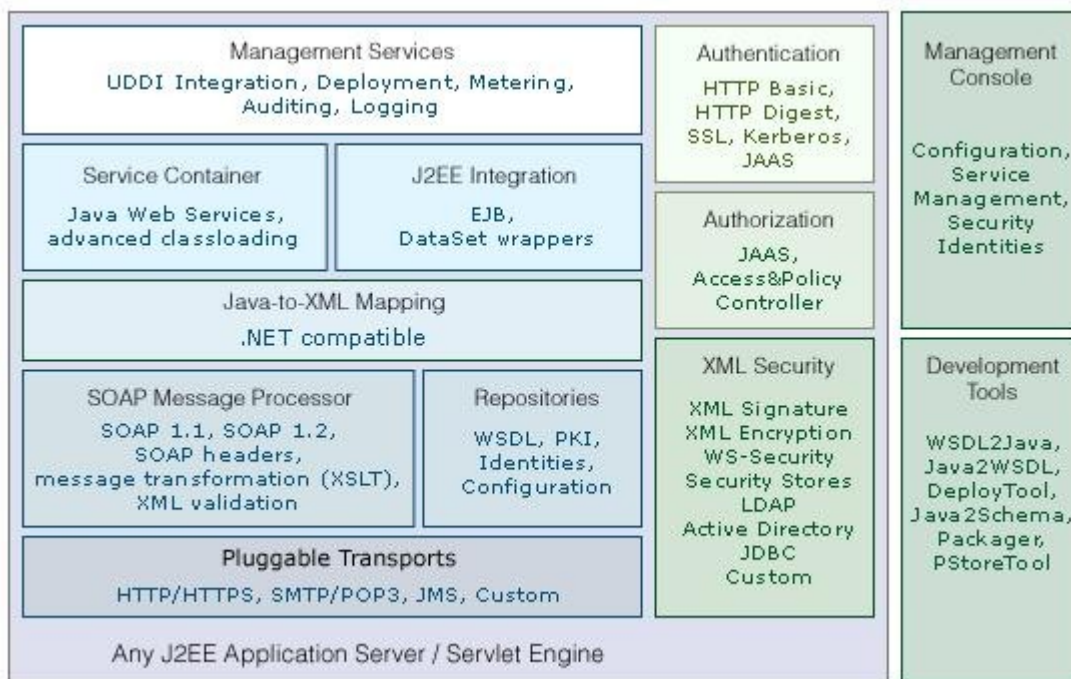 Management Services
UDDI Integration, Deployment, Metering,
Auditing, Logging
Service Container
Java Web Services,
advanced classloading
J2EE Integration
EJB,
DataSet wrappers
Java-to-XML Mapping
.NET compatible
SOAP Message Processor
SOAP 1.1, SOAP 1.2,
SOAP headers,
message transformation (XSLT),
XML validation
Repositories
WSDL, PKI,
Identities,
Configuration
Pluggable Transports
HTTP/HTTPS, SMTP/POP3, JMS, Custom
Any J2EE Application Server / Servlet Engine
Authentication
HTTP Basic,
HTTP Digest,
SSL, Kerberos,
JAAS
Authorization
JAAS,
Access&Policy
Controller
XML Security
XML Signature
XML Encryption
WS-Security
Security Stores
LDAP
Active Directory
JDBC
Custom
Management
Console
Configuration,
Service
Management,
Security
Identities
Development
Tools
WSDL2Java,
Java2WSDL,
DeployTool,
Java2Schema,
Packager,
PStoreTool